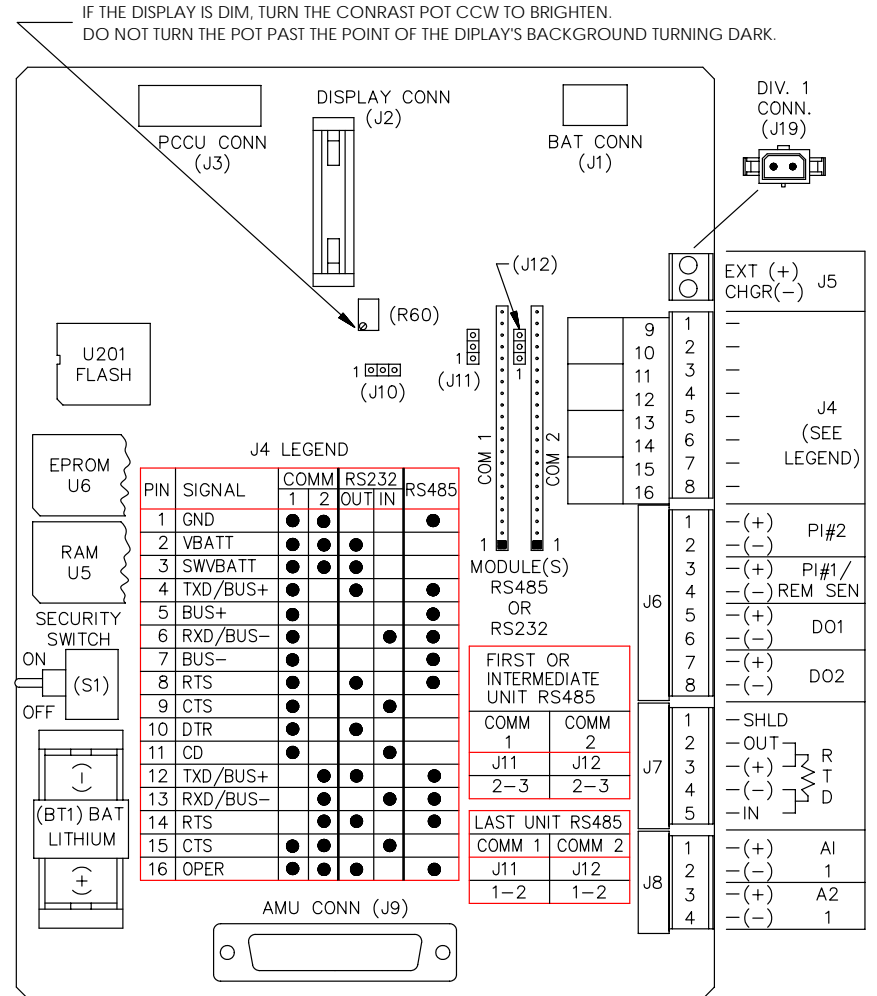 IF THE DISPLAY IS DIM, TURN THE CONRAST POT CCW TO BRIGHTEN.
DO NOT TURN THE POT PAST THE POINT OF THE DIPLAY'S BACKGROUND TURNING DARK.
PCCU CONN
(J3)
DISPLAY CONN
(J2)
BAT CONN
(J1)
DIV. 1
CONN.
(J19)
(J12)
(R60)
1
(J10)
1
(J11)
1
U201
FLASH
EPROM
U6
RAM
U5
SECURITY
SWITCH
ON
(S1)
OFF
(-)
(BT1) BAT
LITHIUM
(+)
COM 1
COM 2
1
1
MODULE(S)
RS485
OR
RS232
J4 LEGEND
PIN SIGNAL COMM RS232 RS485
1 2 OUT IN
1 GND ● ● ●
2 VBATT ● ● ●
3 SWVBATT ● ● ●
4 TXD/BUS+ ● ● ●
5 BUS+ ● ●
6 RXD/BUS- ● ● ●
7 BUS- ● ●
8 RTS ● ● ●
9 CTS ● ●
10 DTR ● ●
11 CD ● ●
12 TXD/BUS+ ● ● ●
13 RXD/BUS- ● ● ●
14 RTS ● ● ●
15 CTS ● ● ●
16 OPER ● ● ● ●
FIRST OR
INTERMEDIATE
UNIT RS485
COMM COMM
1 2
J11 J12
2-3 2-3
LAST UNIT RS485
COMM 1 COMM 2
J11 J12
1-2 1-2
AMU CONN (J9)
EXT (+) J5
CHGR(-)
9 1 -
10 2 -
11 3 -
12 4 -
13 5 -
14 6 -
15 7 -
16 8 -
J4
(SEE
LEGEND)
J6
1 -(+) PI#2
2 -(-)
3 -(+) PI#1/
4 -(-) REM SEN
5 -(+) DO1
6 -(-)
7 -(+) DO2
8 -(-)
J7
1 - SHLD
2 - OUT
3 -(+)
4 -(-)
5 - IN
R
T
D
J8
1 -(+) AI
2 -(-) 1
3 -(+) A2
4 -(-) 1